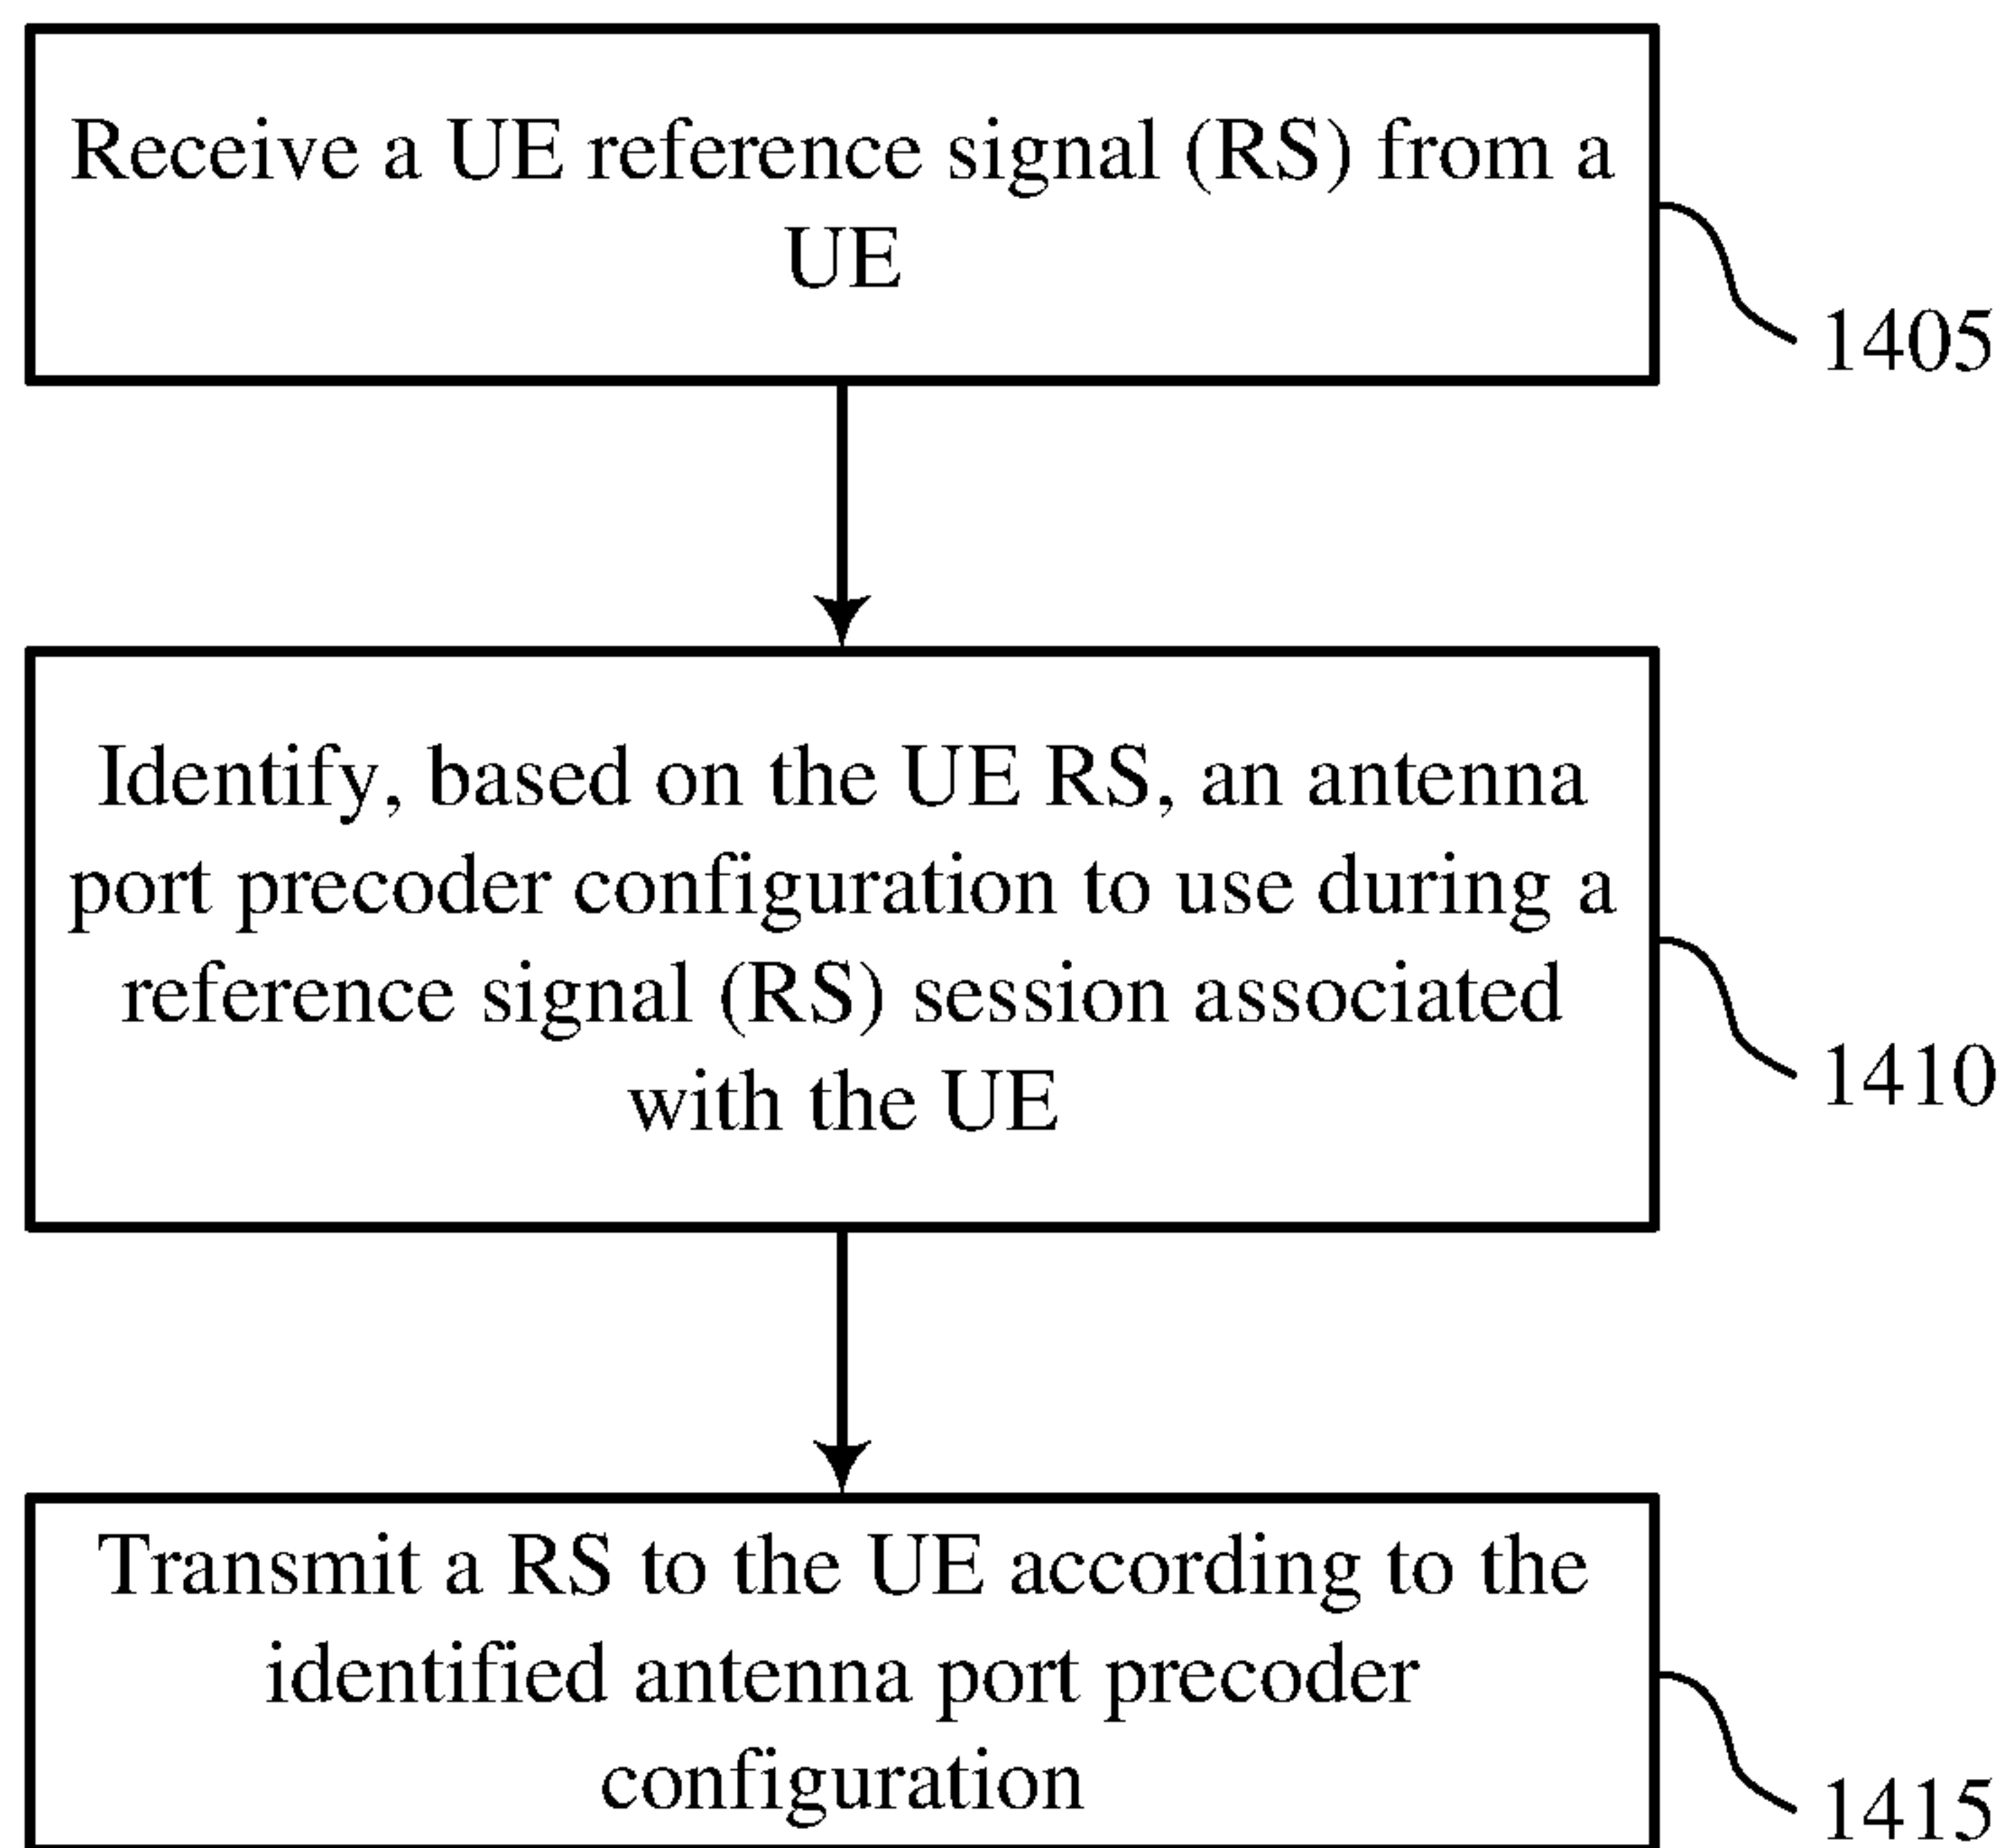 Receive a UE reference signal (RS) from a
UE
1405
Identify, based on the UE RS, an antenna
port precoder configuration to use during a
reference signal (RS) session associated
with the UE
1410
Transmit a RS to the UE according to the
identified antenna port precoder
configuration
1415